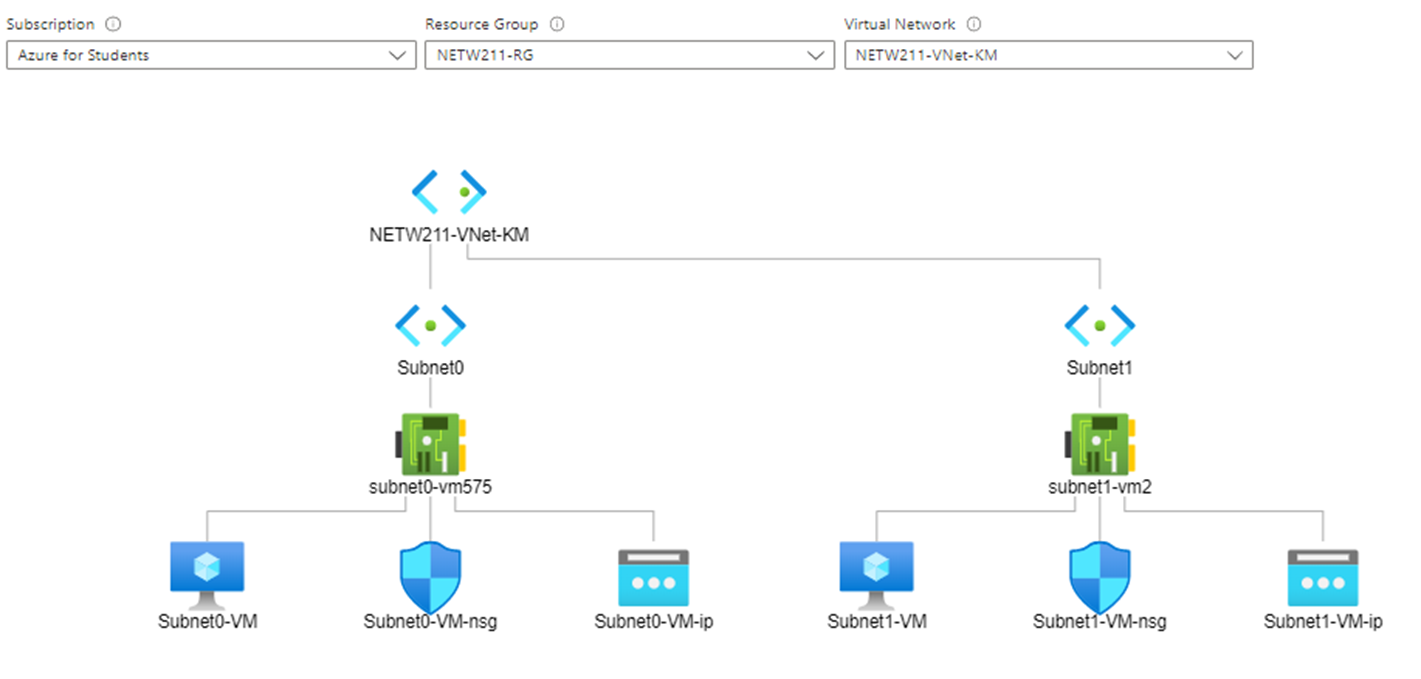 Subscription
Resource Group
Virtual Network
Azure for Students
NETW211-RG
NETW211-VNet-KM
NETW211-VNet-KM
Subnet0
Subnet1
subnet0-vm575
subnet1-vm2
Subnet0-VM
Subnet0-VM-nsg
Subnet0-VM-ip
Subnet1-VM
Subnet1-VM-nsg
Subnet1-VM-ip